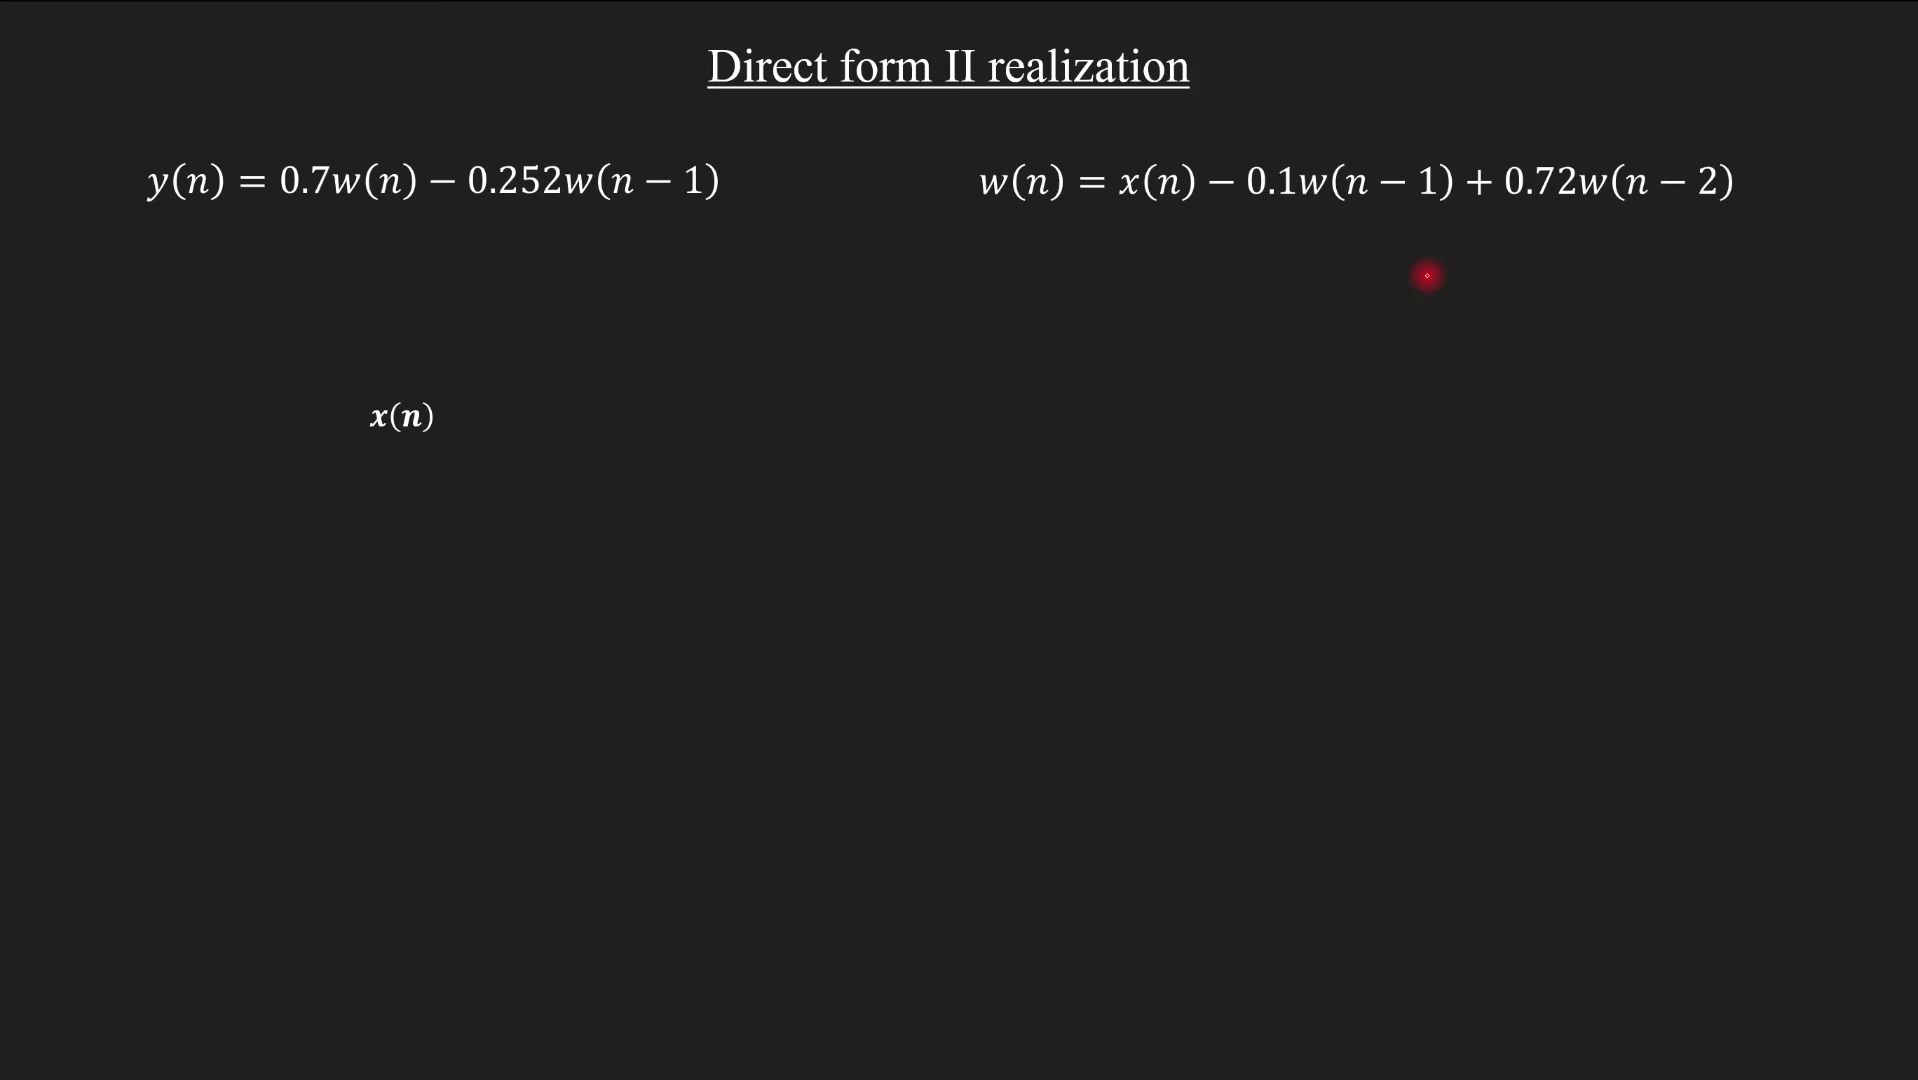 Direct form II realization
y(n) = 0.7w(n) − 0.252w(n − 1)
w(n) = x(n) − 0.1w(n − 1) + 0.72w(n − 2)
x(n)